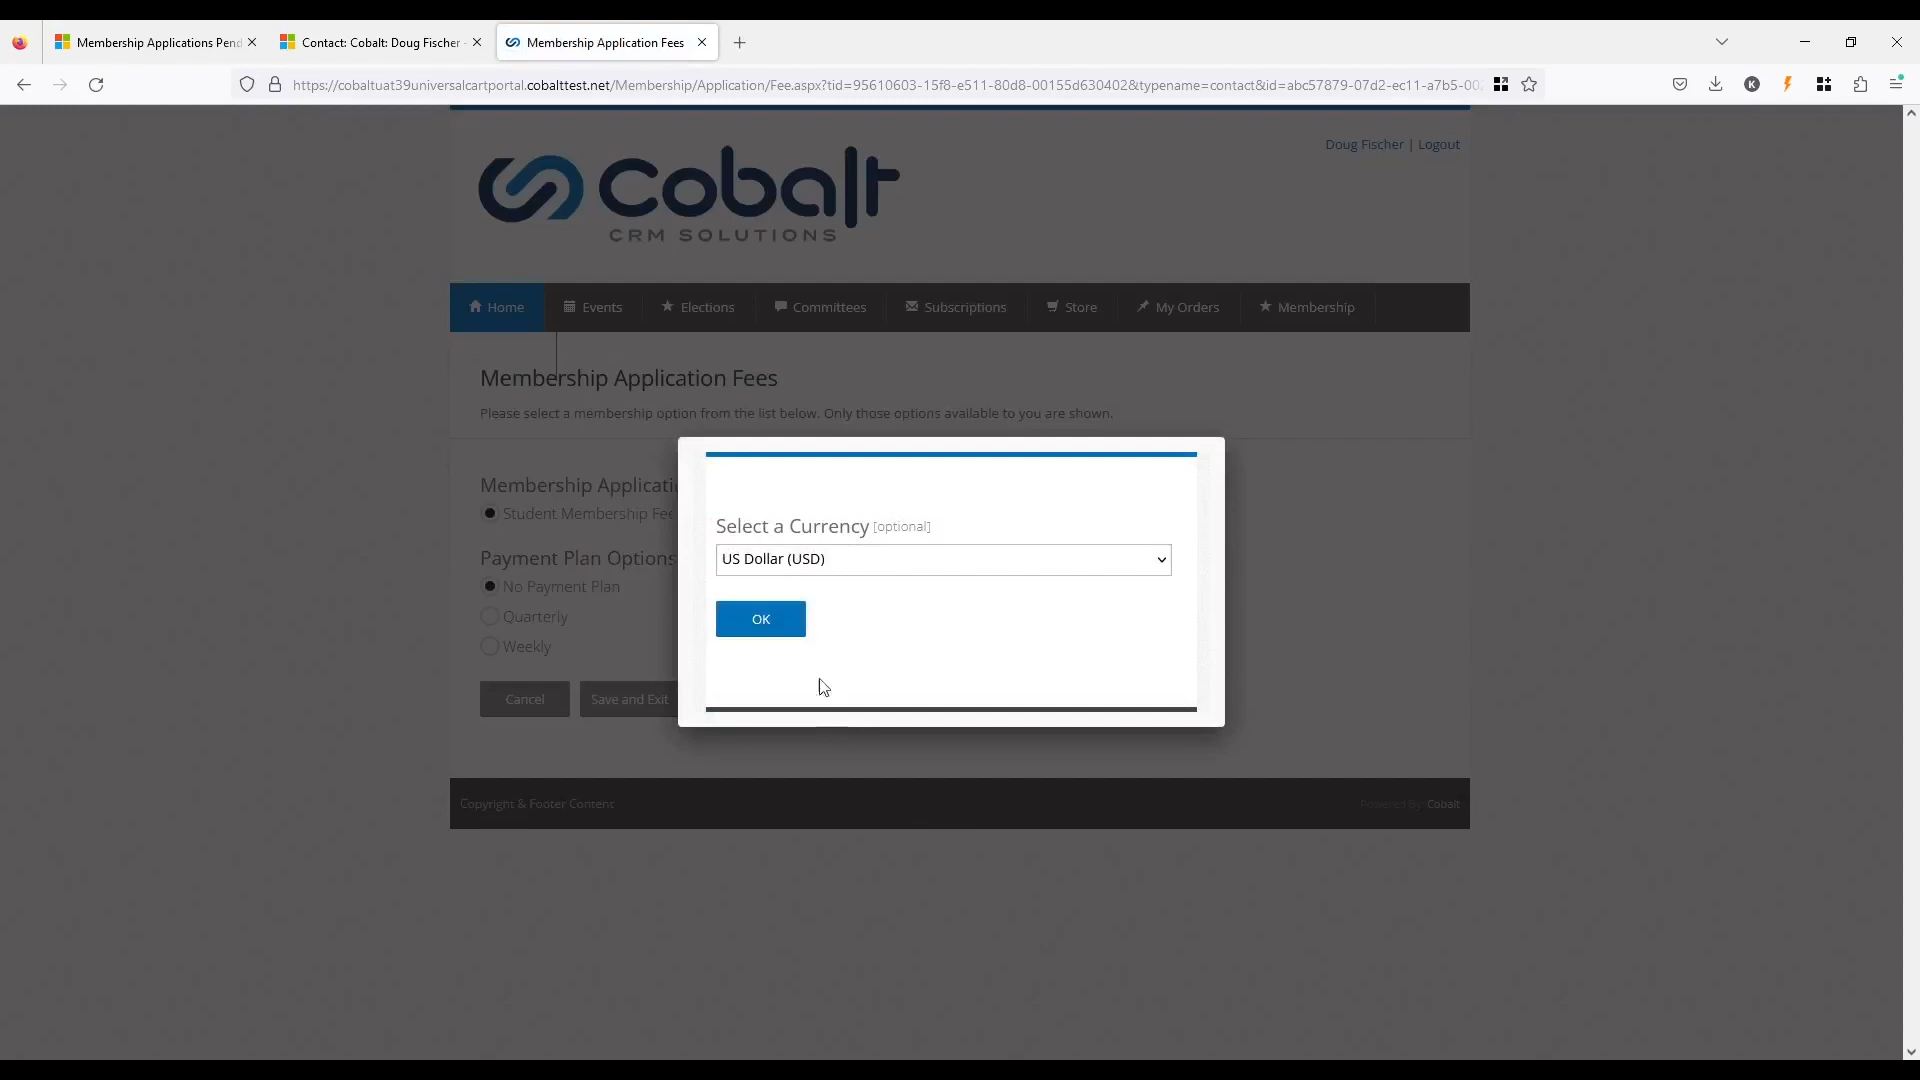 Membership Applications Pend
Contact: Cobalt: Doug Fischer -
Membership Application Fees
https://cobaltuat39universalcartportal.cobalttest.net/Membership/Application/Fee.aspx?tid=95610603-15f8-e511-80d8-00155d630402&typename=contact&id=abc57879-07d2-ec11-a7b5-002
K
Doug Fischer | Logout
Cobalt
CRM SOLUTIONS
Home Events Elections Committees Subscriptions Store My Orders Membership
Membership Application Fees
Please select a membership option from the list below. Only those options available to you are shown.
Membership Applicati
Student Membership Fee
Payment Plan Options
No Payment Plan
Quarterly
Weekly
Cancel Save and Exit
Select a Currency [optional]
US Dollar (USD)
OK
Copyright & Footer Content
Powered By: Cobalt